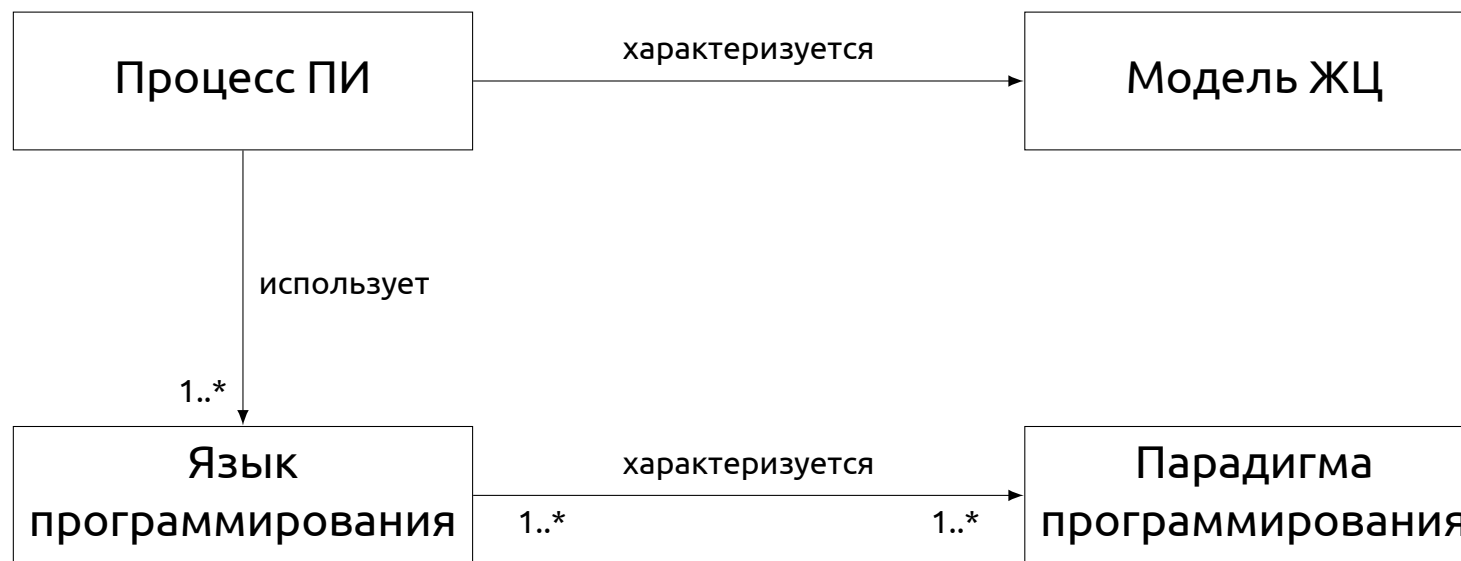 Процесс ПИ
характеризуется
Модель ЖЦ
использует
1..*
Язык
программирования
характеризуется
1..*
1..*
Парадигма
программирования